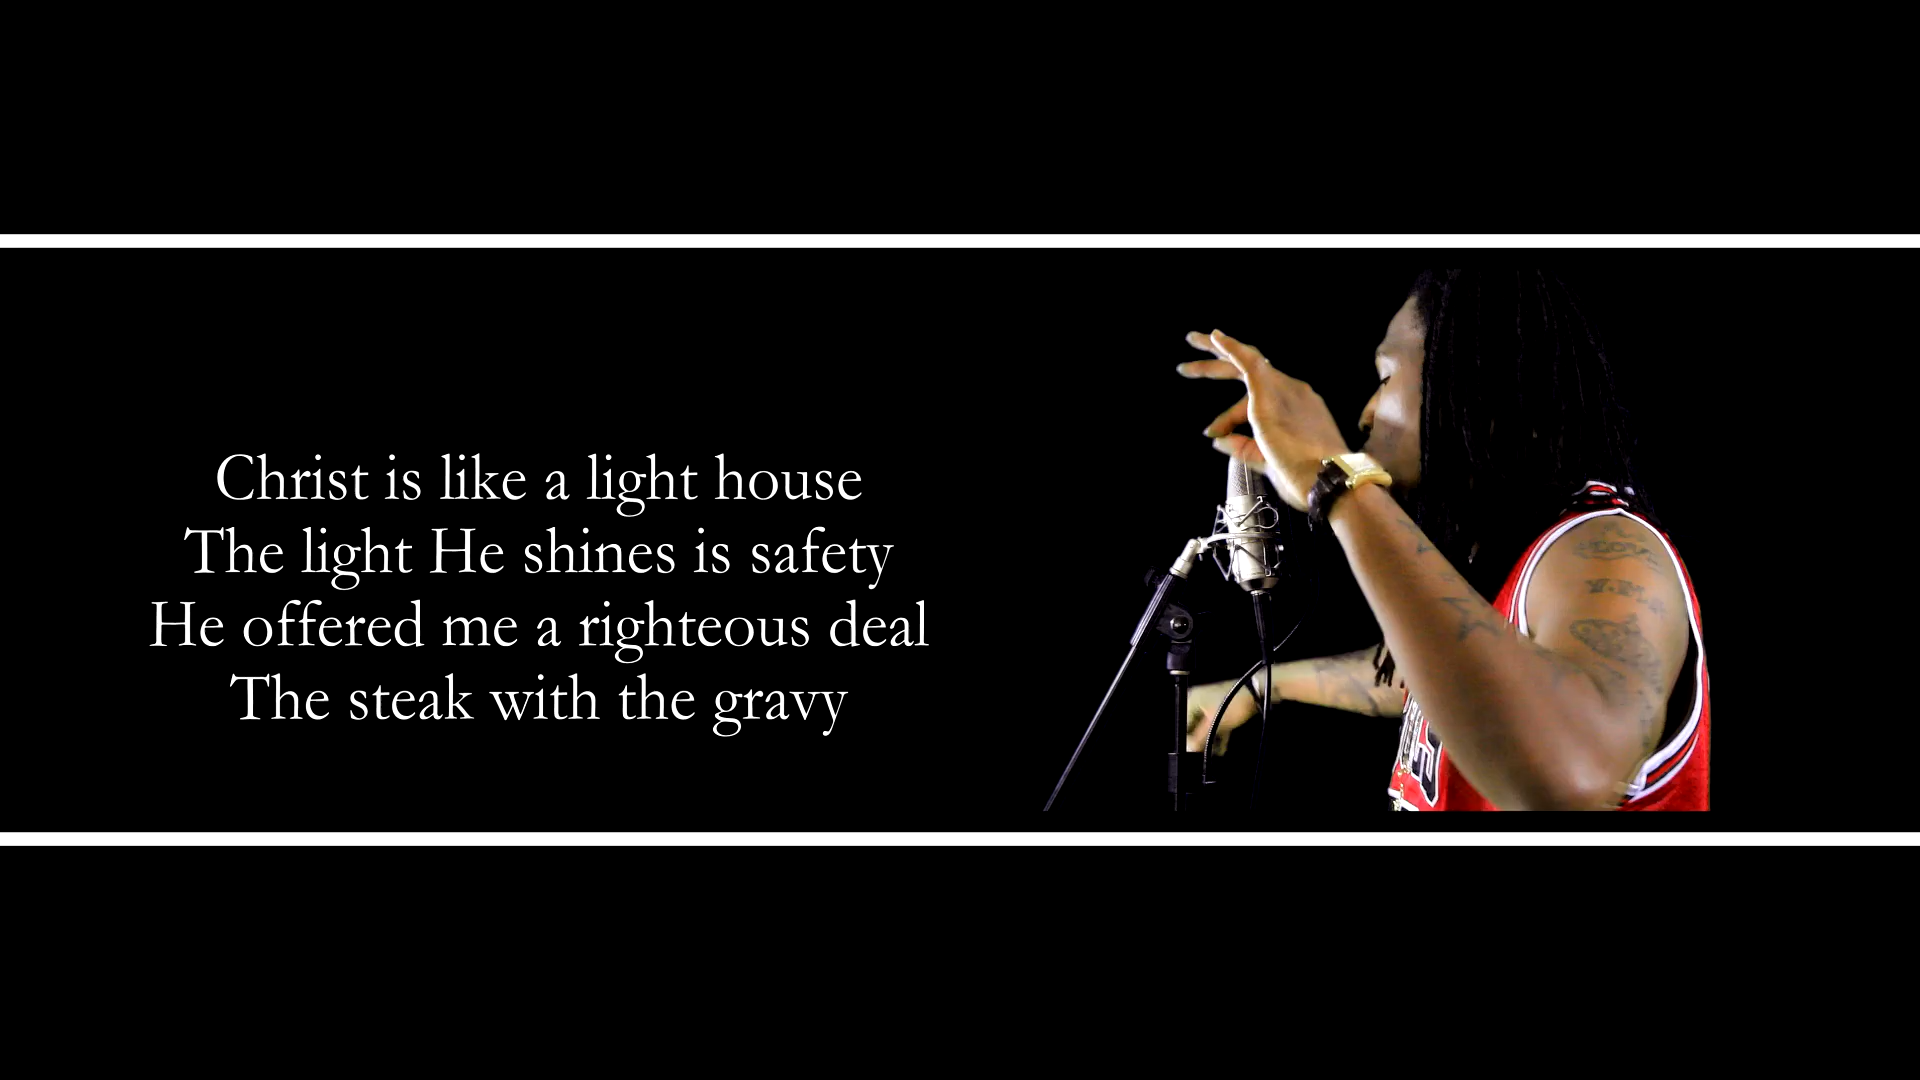 Christ is like a light house
The light He shines is safety
He offered me a righteous deal
The steak with the gravy